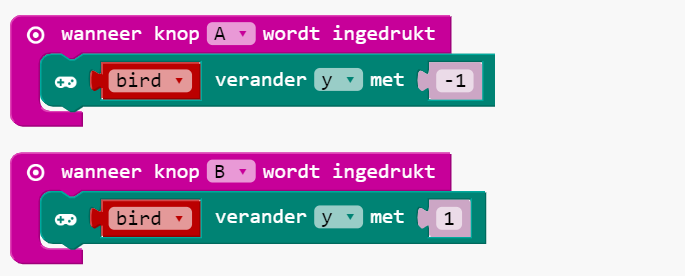 wanneer knop A wordt ingedrukt
bird verander y met -1
wanneer knop B wordt ingedrukt
bird verander y met 1